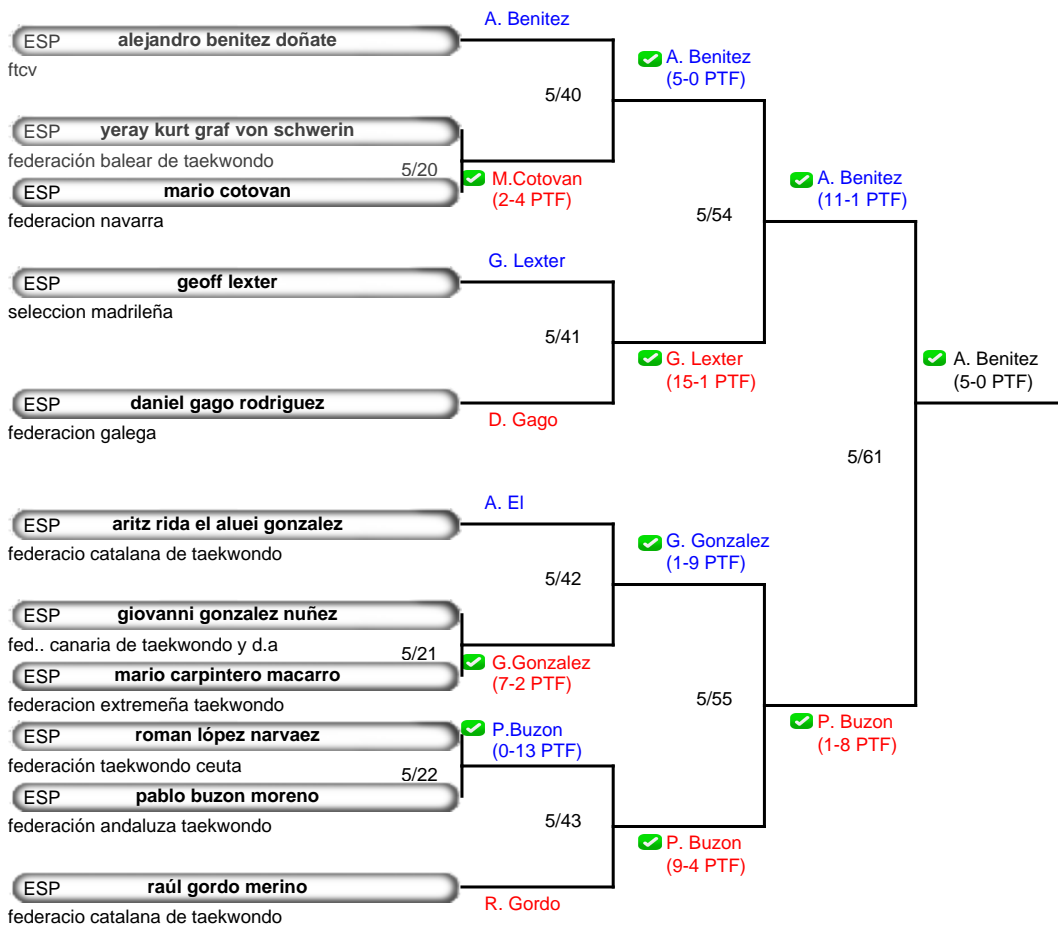 A. Benitez
ESP alejandro benitez doñate
ftcv
A. Benitez
(5-0 PTF)
5/40
ESP yeray kurt graf von schwerin
federación balear de taekwondo
5/20
ESP mario cotovan
federacion navarra
M.Cotovan
(2-4 PTF)
A. Benitez
(11-1 PTF)
5/54
G. Lexter
ESP geoff lexter
seleccion madrileña
5/41
G. Lexter
(15-1 PTF)
A. Benitez
(5-0 PTF)
ESP daniel gago rodriguez
federacion galega
D. Gago
5/61
A. El
ESP aritz rida el aluei gonzalez
federacio catalana de taekwondo
G. Gonzalez
(1-9 PTF)
5/42
ESP giovanni gonzalez nuñez
fed.. canaria de taekwondo y d.a
5/21
ESP mario carpintero macarro
federacion extremeña taekwondo
G.Gonzalez
(7-2 PTF)
5/55
ESP roman lópez narvaez
federación taekwondo ceuta
P.Buzon
(0-13 PTF)
P. Buzon
(1-8 PTF)
5/22
ESP pablo buzon moreno
federación andaluza taekwondo
5/43
P. Buzon
(9-4 PTF)
ESP raúl gordo merino
federacio catalana de taekwondo
R. Gordo